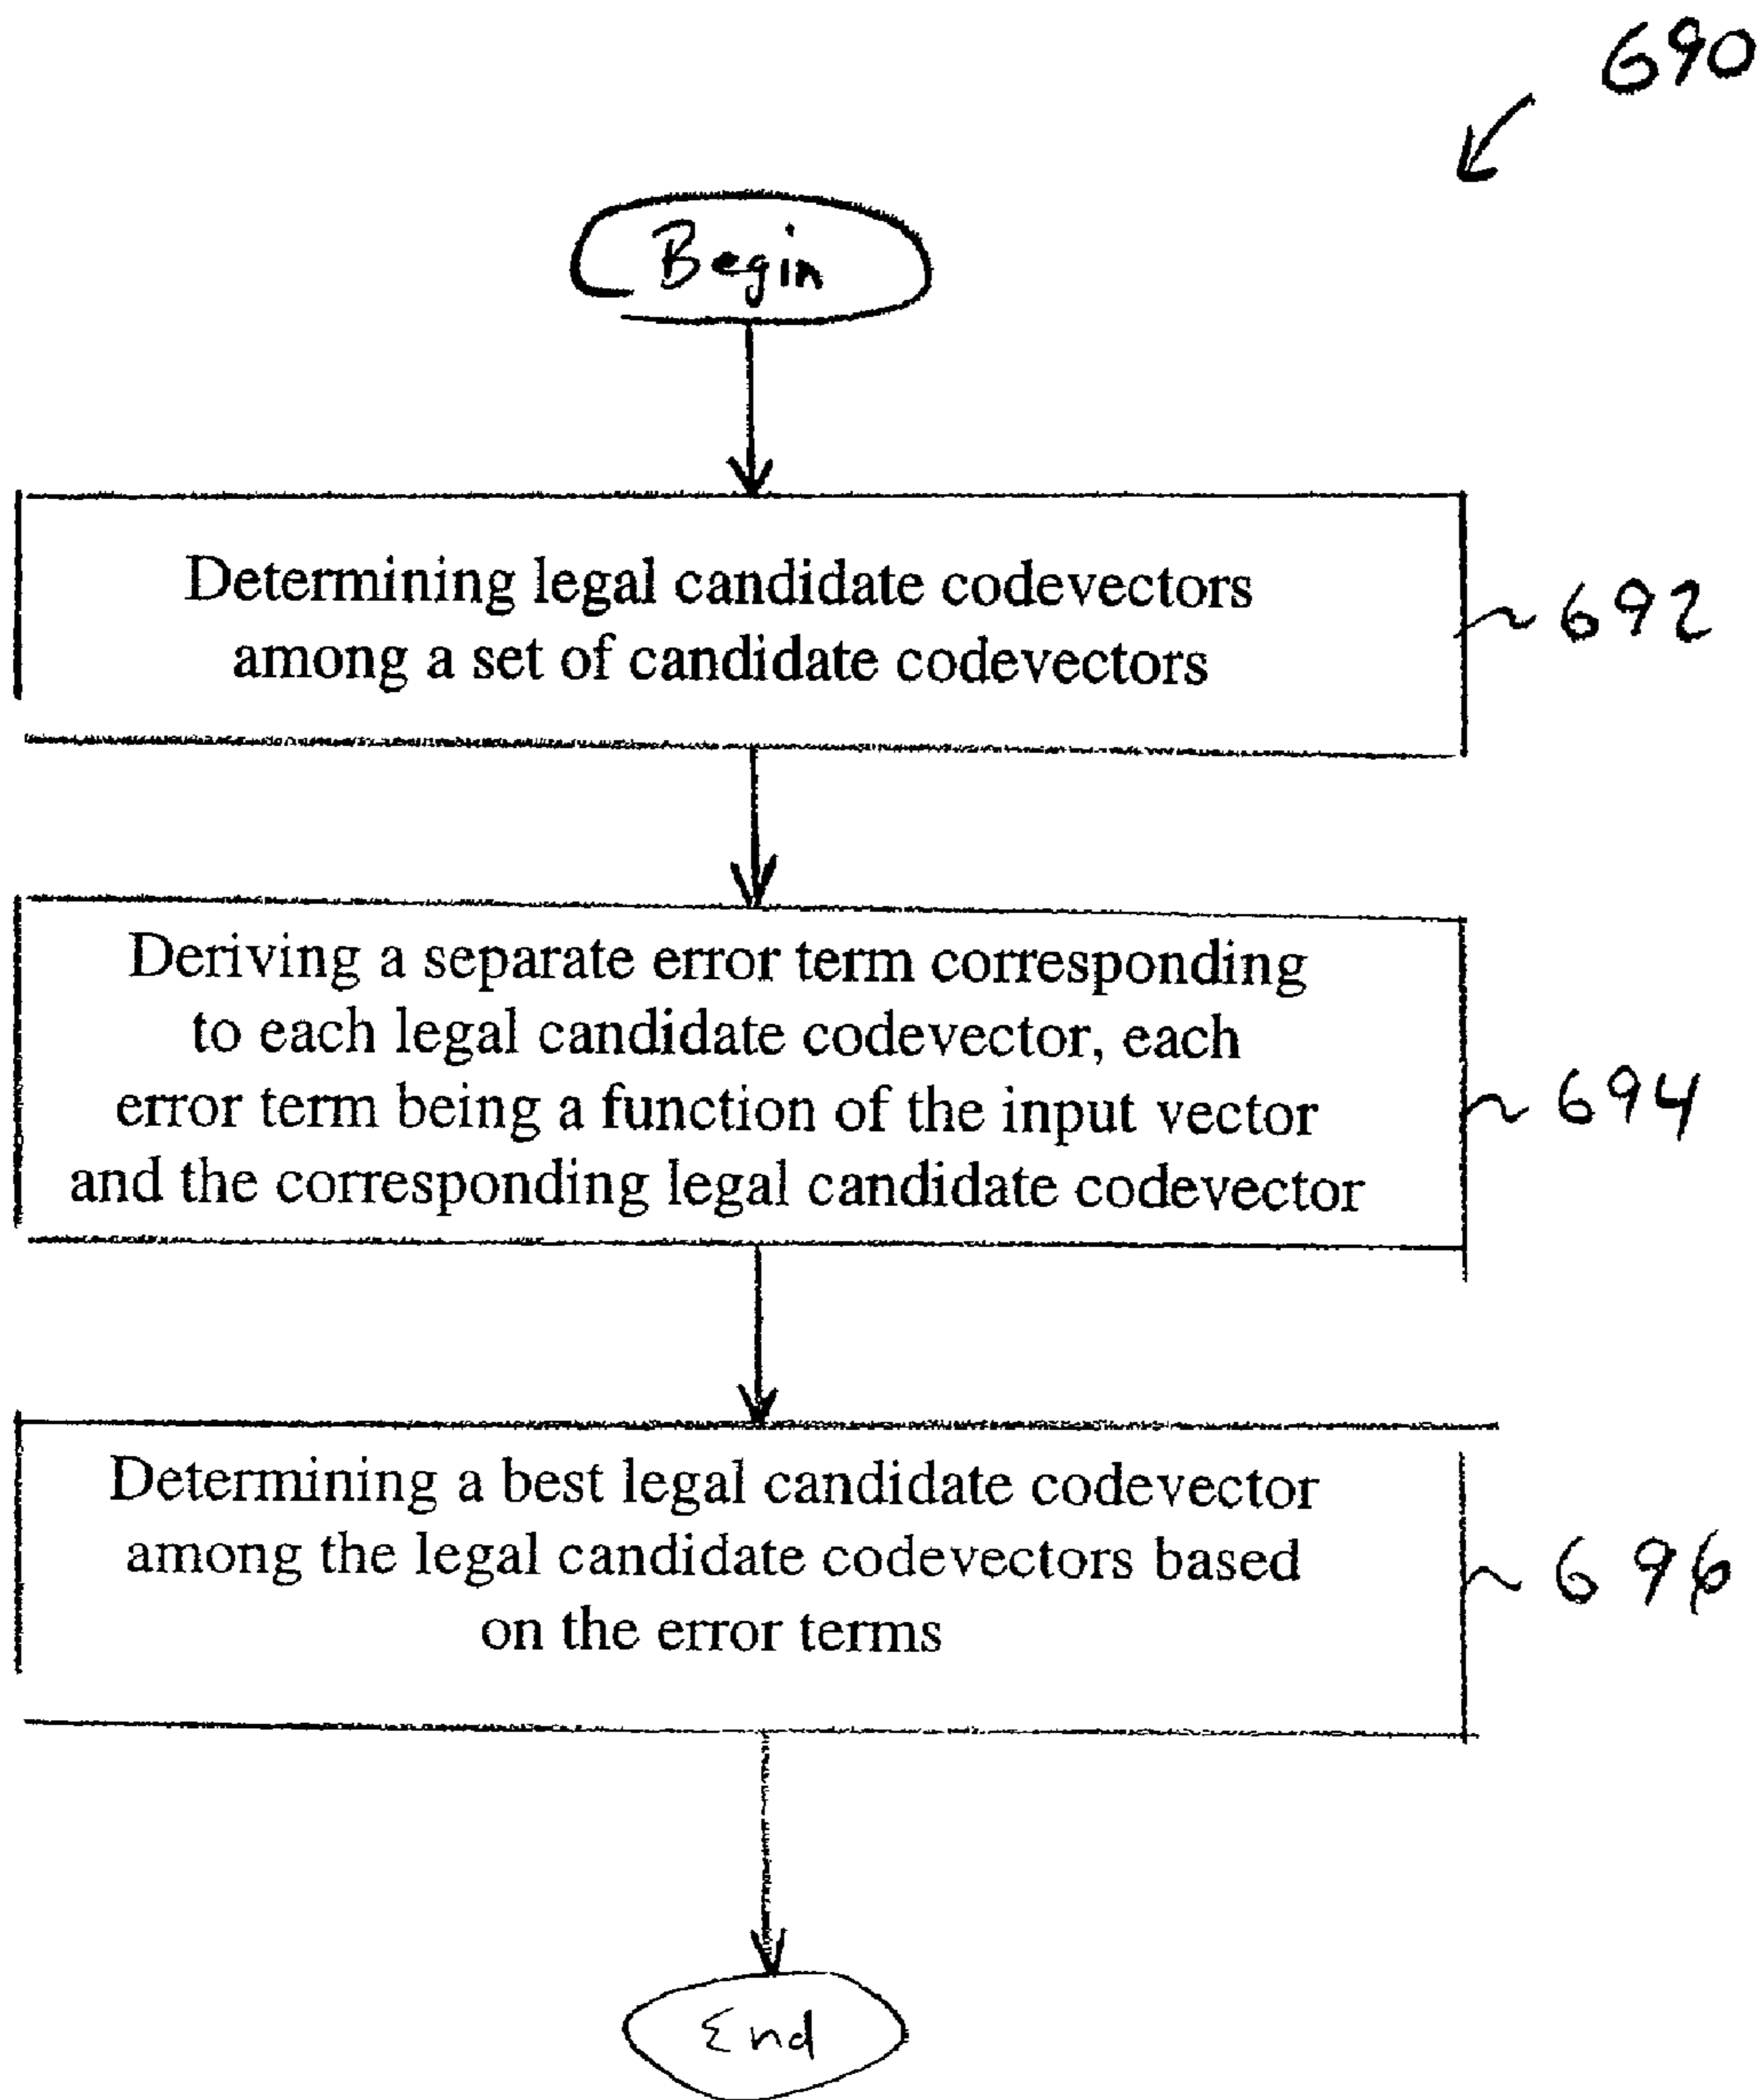 690
Begin
Determining legal candidate codevectors
among a set of candidate codevectors
692
Deriving a separate error term corresponding
to each legal candidate codevector, each
error term being a function of the input vector
and the corresponding legal candidate codevector
694
Determining a best legal candidate codevector
among the legal candidate codevectors based
on the error terms
696
End